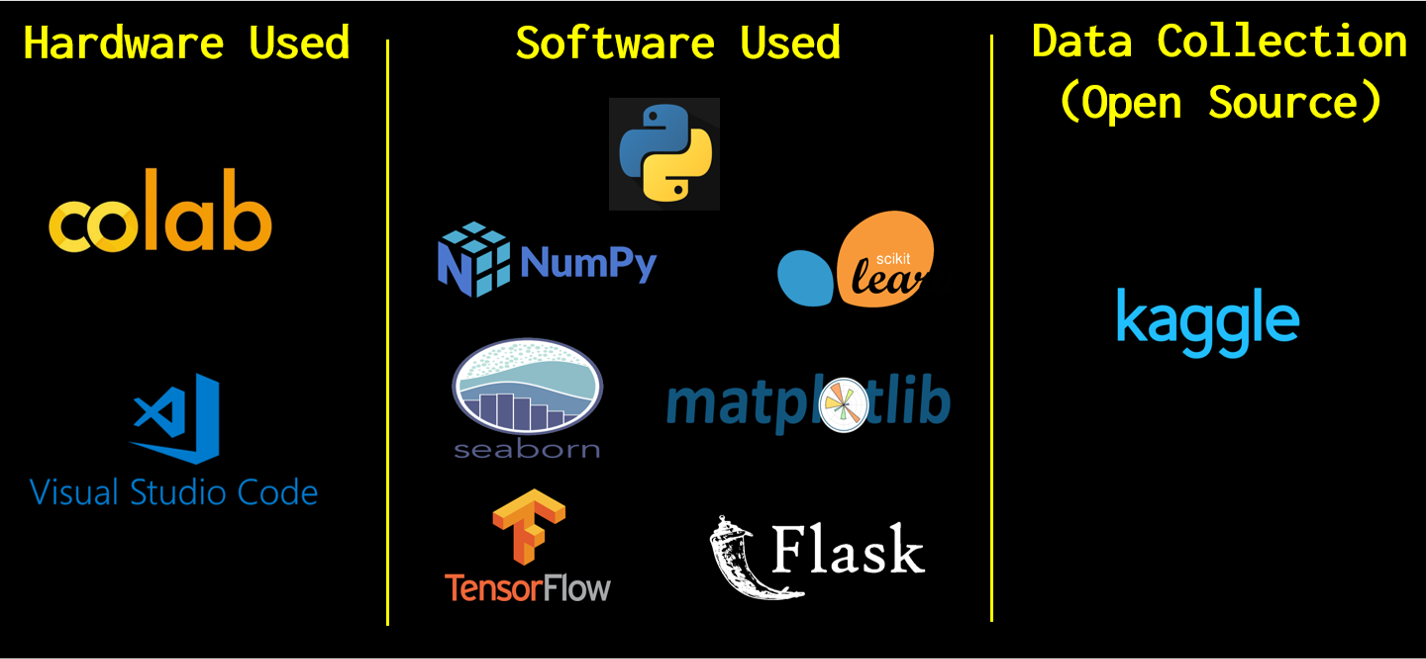 Hardware Used
colab
Visual Studio Code
Software Used
NumPy
scikit
lear
seaborn
matplotlib
TensorFlow
Flask
Data Collection
(Open Source)
kaggle